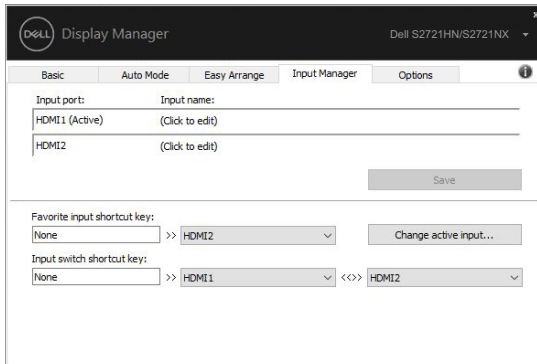 DELL Display Manager Dell S2721HN/S2721NX
Basic Auto Mode Easy Arrange Input Manager Options
Input port: Input name:
HDMI1 (Active) (Click to edit)
HDMI2 (Click to edit)
Save
Favorite input shortcut key:
None >> HDMI2 Change active input...
Input switch shortcut key:
None >> HDMI1 <<>> HDMI2